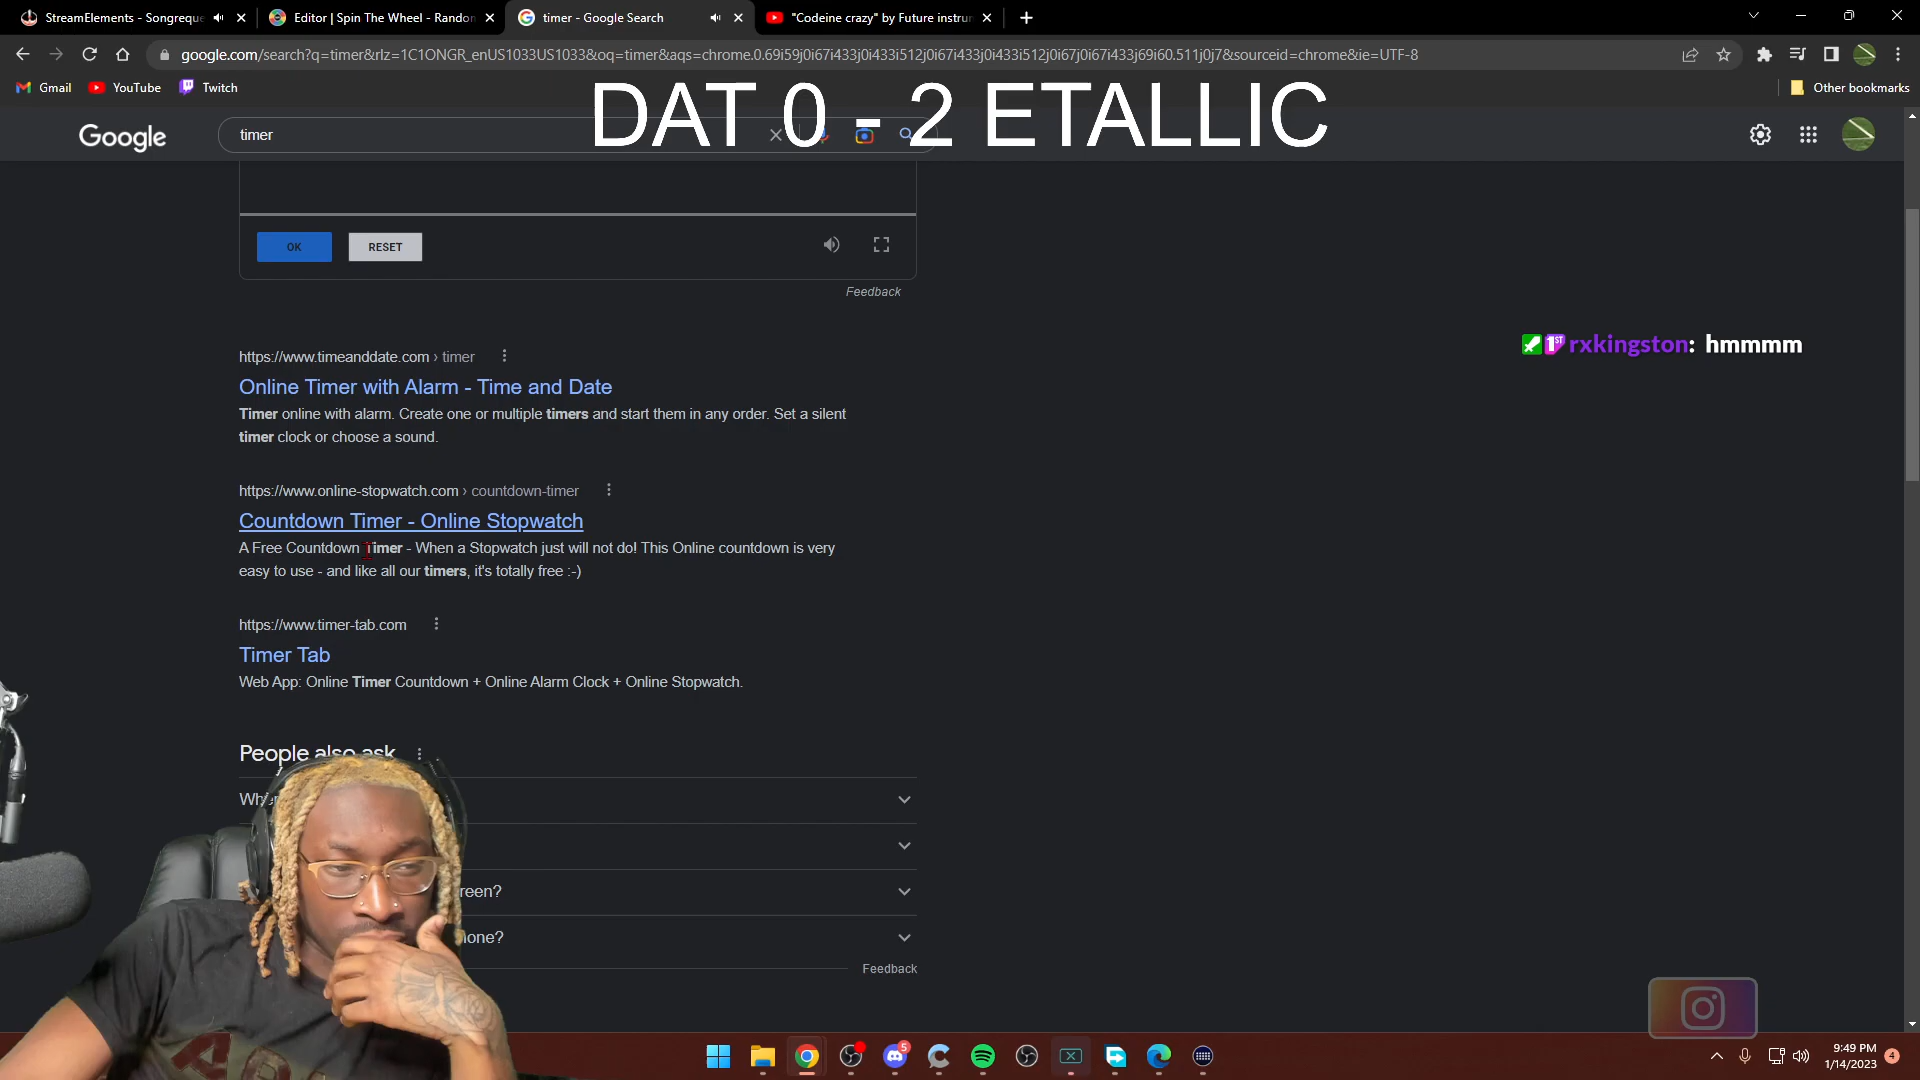 StreamElements - Songreque
Editor | Spin The Wheel - Randon
timer - Google Search
"Codeine crazy" by Future instrum
google.com/search?q=timer&rlz=1C1ONGR_enUS1033US1033&oq=timer&aqs=chrome.0.69i59j0i67i433j0i433i512j0i67i433j0i433i512j0i67j0i67i433j69i60.511j0j7&sourceid=chrome&ie=UTF-8
Gmail YouTube Twitch
Other bookmarks
DAT 0 - 2 ETALLIC
Google
timer
OK RESET
Feedback
https://www.timeanddate.com › timer
Online Timer with Alarm - Time and Date
Timer online with alarm. Create one or multiple timers and start them in any order. Set a silent
timer clock or choose a sound.
rxkingston: hmmmm
https://www.online-stopwatch.com › countdown-timer
Countdown Timer - Online Stopwatch
A Free Countdown Timer - When a Stopwatch just will not do! This Online countdown is very
easy to use - and like all our timers, it's totally free :-)
https://www.timer-tab.com
Timer Tab
Web App: Online Timer Countdown + Online Alarm Clock + Online Stopwatch.
People also ask
reen?
one?
Feedback
5
9:49 PM
1/14/2023
4